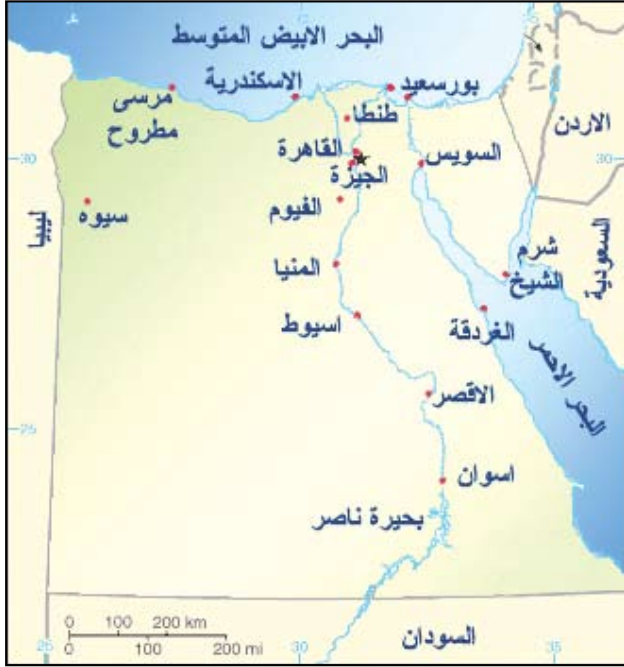 البحر الابيض المتوسط
بورسعيد
الاسكندرية
مرسى
مطروح
طنطا
الاردن
القاهرة
السويس
30
30
الجيزة
الفيوم
سيوه
ليبيا
السعودية
شرم
الشيخ
المنيا
اسيوط
الغردقة
البحر الاحمر
الاقصر
25
اسوان
بحيرة ناصر
0 100 200 km
0 100 200 mi
30
35
السودان